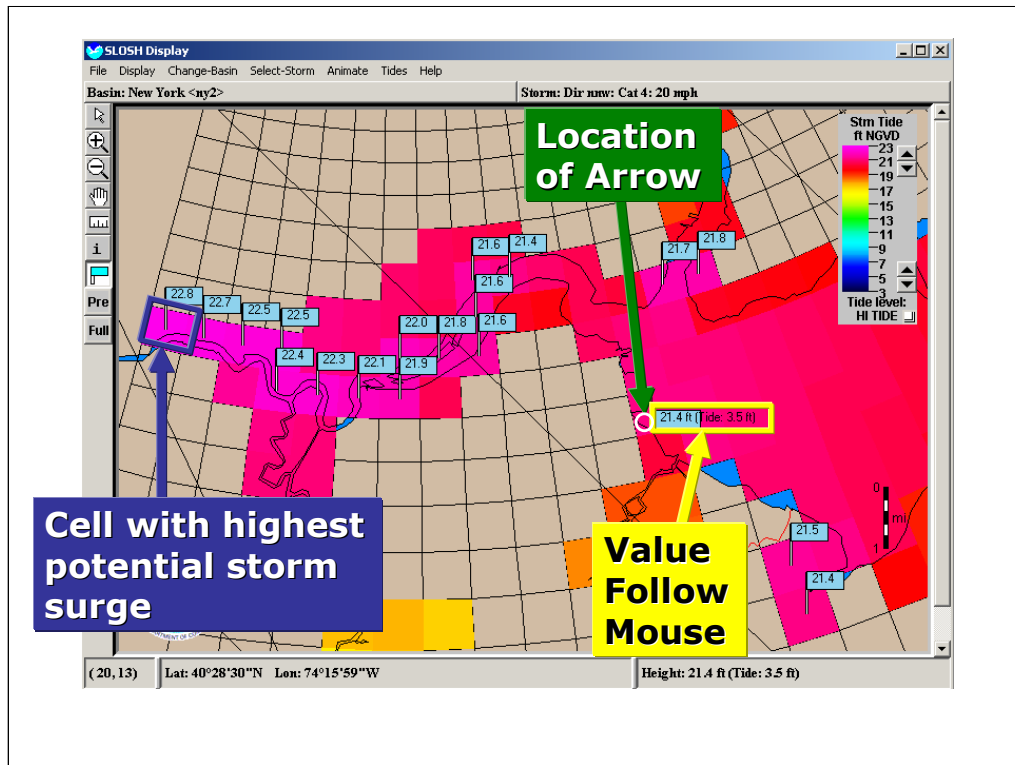 SLOSH Display
File Display Change-Basin Select-Storm Animate Tides Help
Basin: New York <ny2>
Storm: Dir nnw: Cat 4: 20 mph
Pre
Full
Location
of Arrow
Strm Tide
ft NGVD
23
21
19
17
15
13
11
9
7
5
3
Tide level:
HI TIDE
21.6
21.4
21.7
21.8
21.6
22.8
22.7
22.5
22.5
22.0
21.8
21.6
22.4
22.3
22.1
21.9
21.4 ft (Tide: 3.5 ft)
0
mi
1
Cell with highest
potential storm
surge
Value
Follow
Mouse
21.5
21.4
(20,13)
Lat: 40°28'30"N Lon: 74°15'59"W
Height: 21.4 ft (Tide: 3.5 ft)